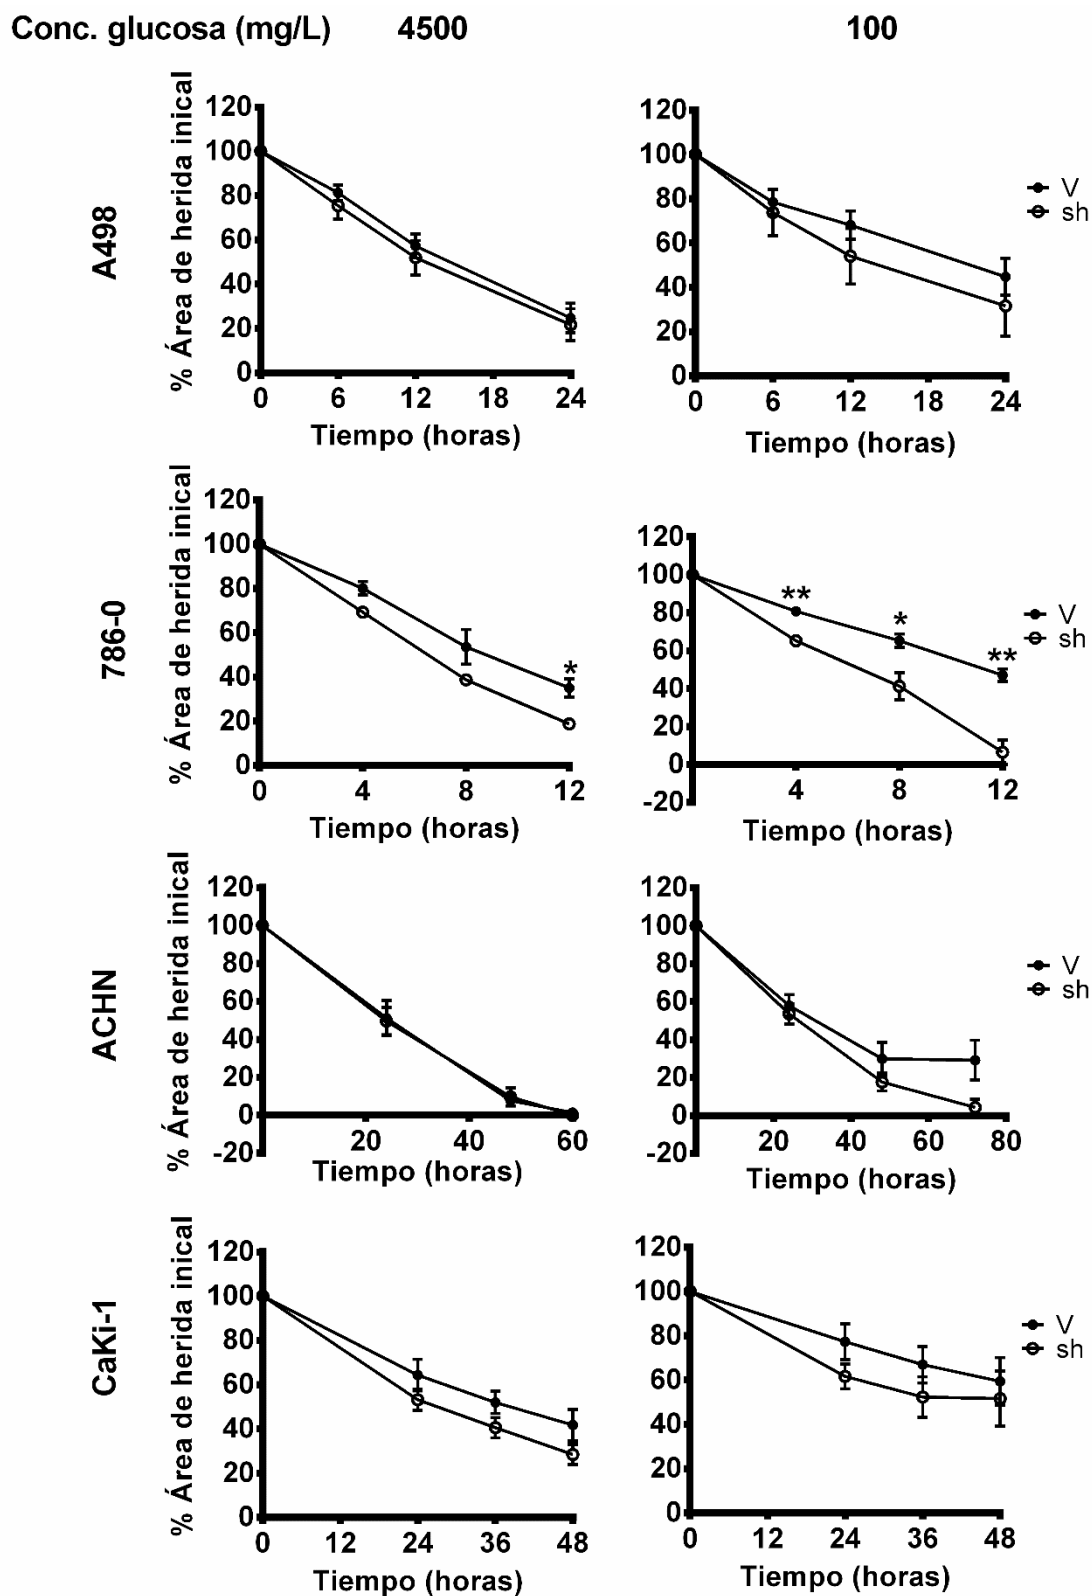 Conc. glucosa (mg/L) 4500 100
A498
% Área de herida inical
120
100
80
60
40
20
0
0 6 12 18 24
Tiempo (horas)
120
100
80
60
40
20
0
0 6 12 18 24
Tiempo (horas)
V
sh
786-0
% Área de herida inical
120
100
80
60
40
20
0
*
0 4 8 12
Tiempo (horas)
120
100
80
60
40
20
0
-20
** * **
4 8 12
Tiempo (horas)
V
sh
ACHN
% Área de herida inical
120
100
80
60
40
20
0
-20
20 40 60
Tiempo (horas)
120
100
80
60
40
20
0
-20
20 40 60 80
Tiempo (horas)
V
sh
CaKi-1
% Área de herida inical
120
100
80
60
40
20
0
0 12 24 36 48
Tiempo (horas)
120
100
80
60
40
20
0
0 12 24 36 48
Tiempo (horas)
V
sh